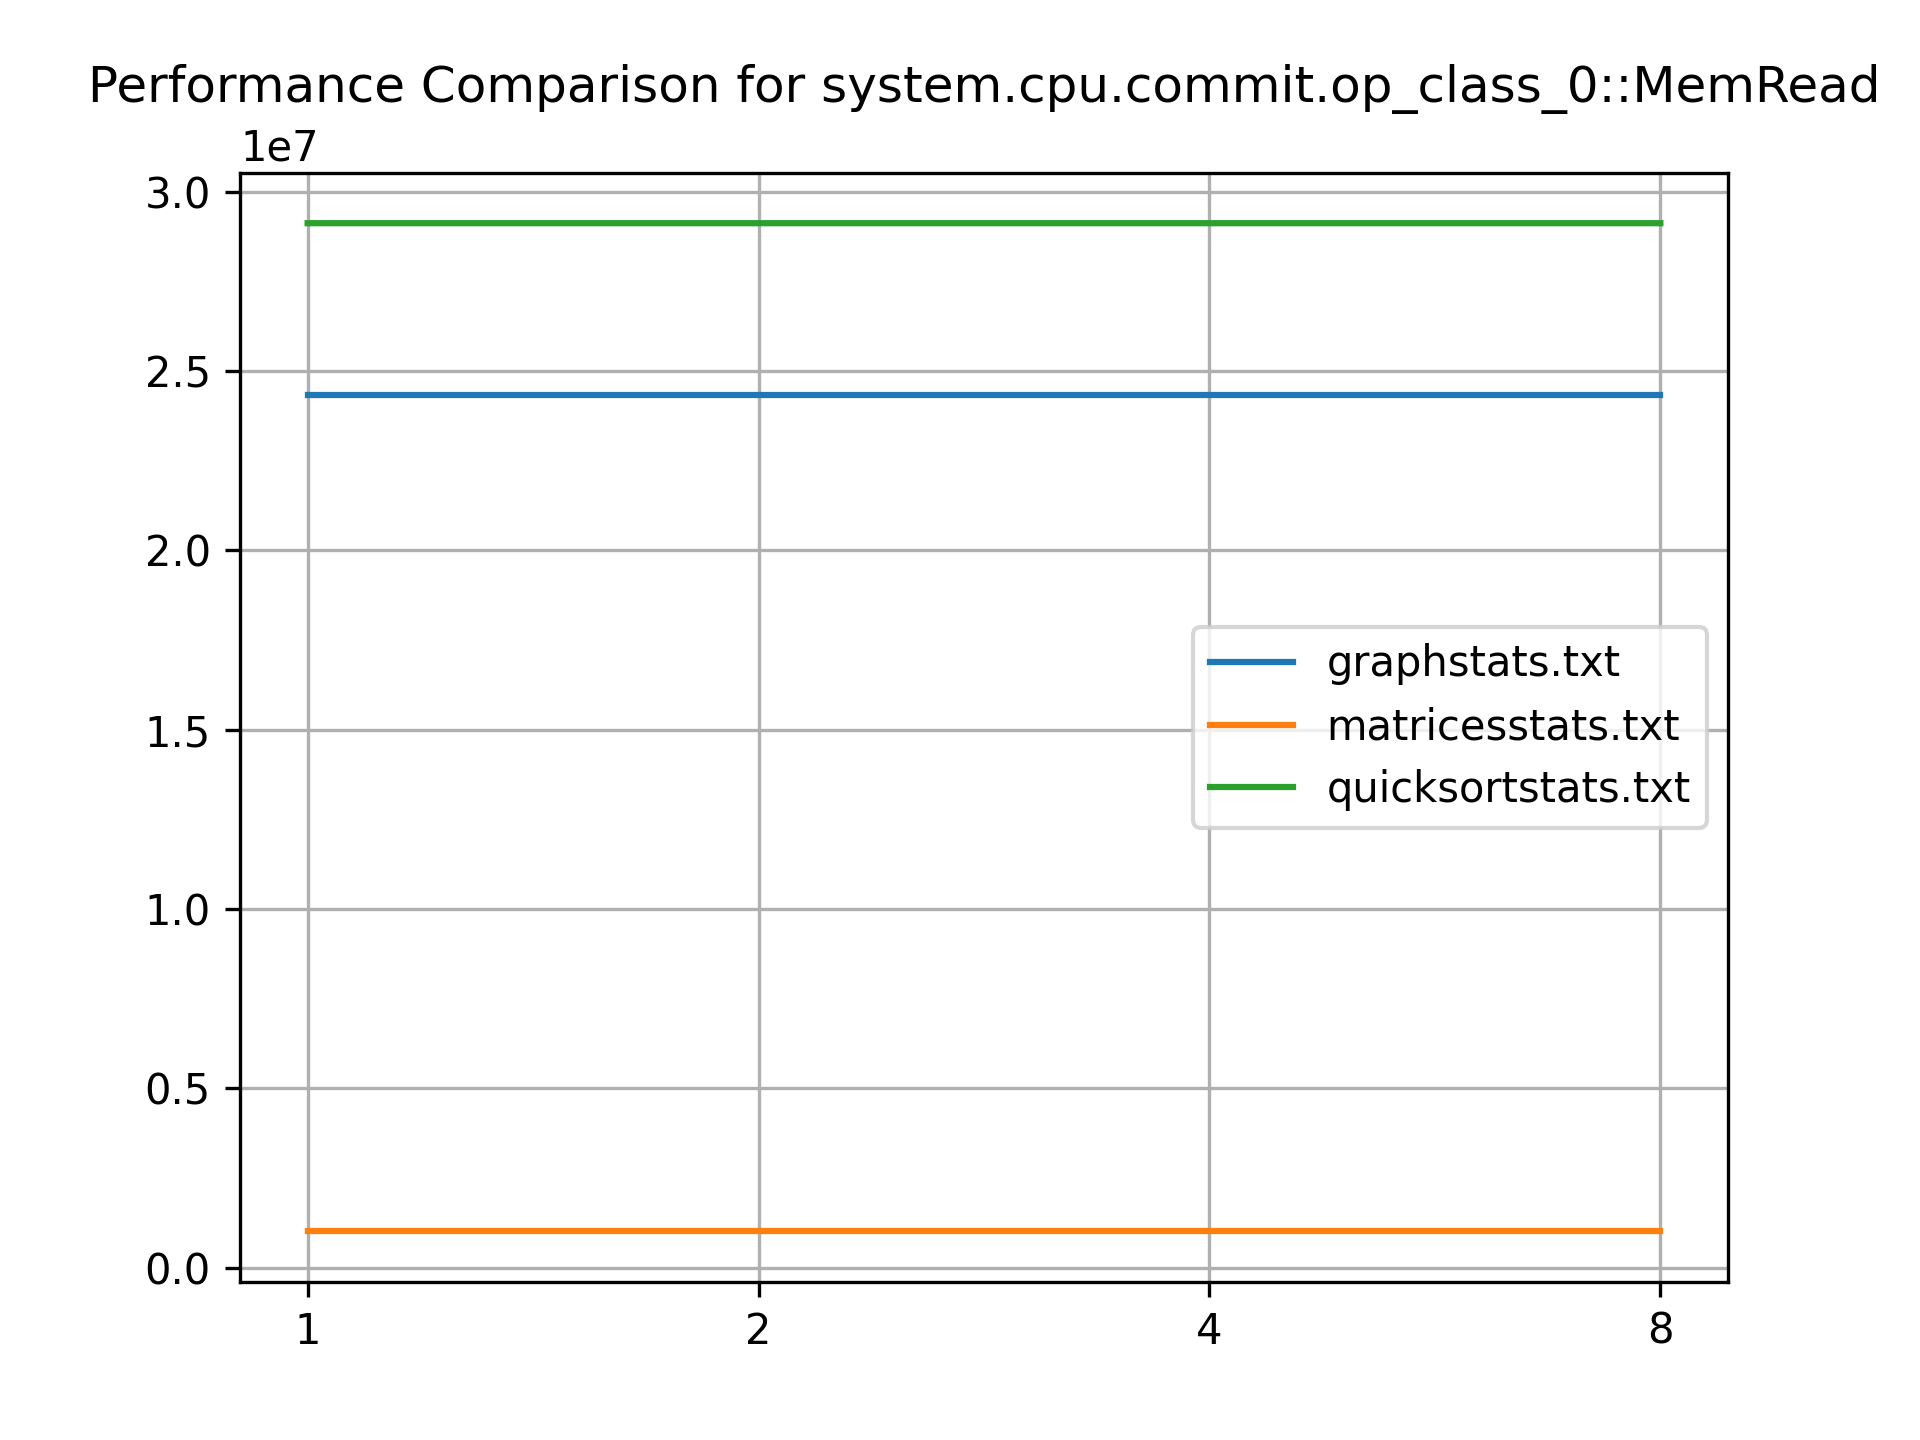 Performance Comparison for system.cpu.commit.op_class_0::MemRead
1e7
3.0
2.5
2.0
1.5
1.0
0.5
0.0
graphstats.txt
matricesstats.txt
quicksortstats.txt
1 2 4 8